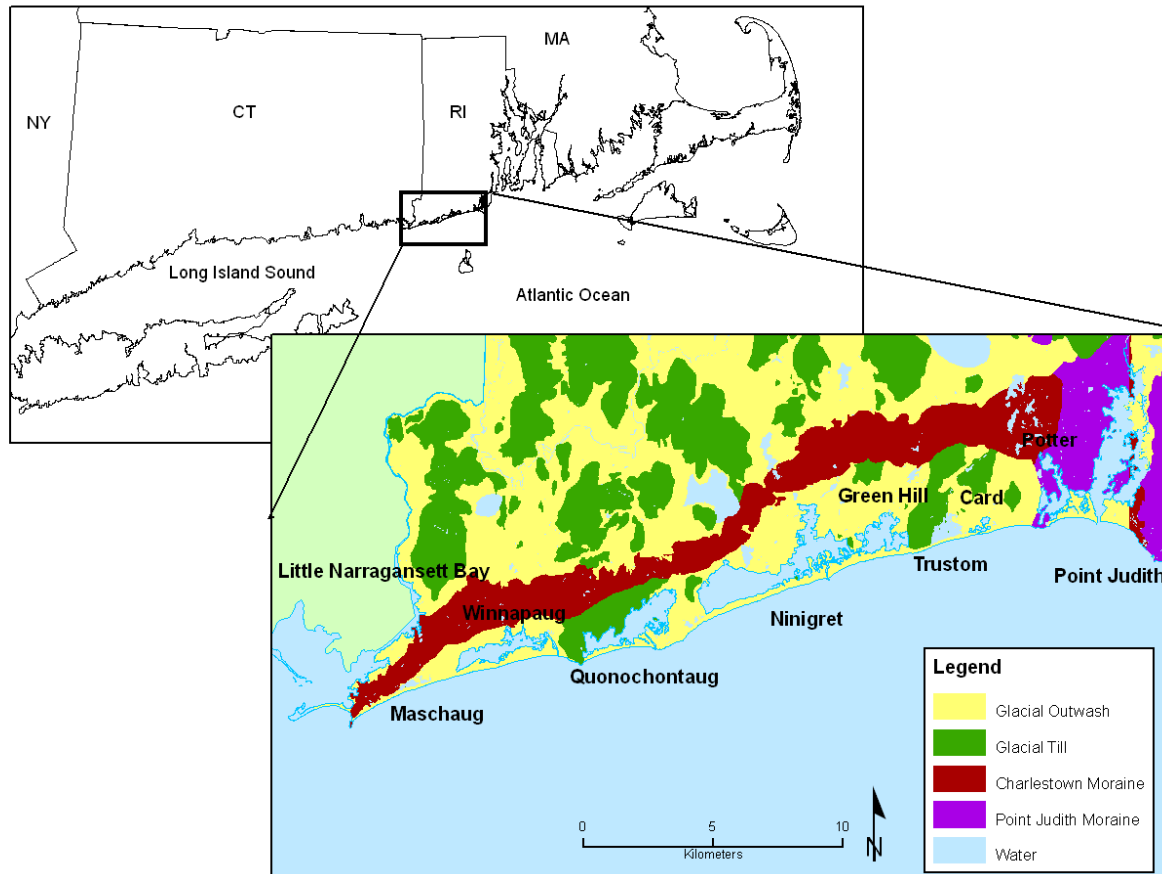 MA
NY
CT
RI
Long Island Sound
Atlantic Ocean
Potter
Green Hill
Card
Little Narragansett Bay
Trustom
Point Judith
Winnapaug
Ninigret
Quonochontaug
Maschaug
Legend
Glacial Outwash
Glacial Till
Charlestown Moraine
Point Judith Moraine
Water
0 5 10
Kilometers
N